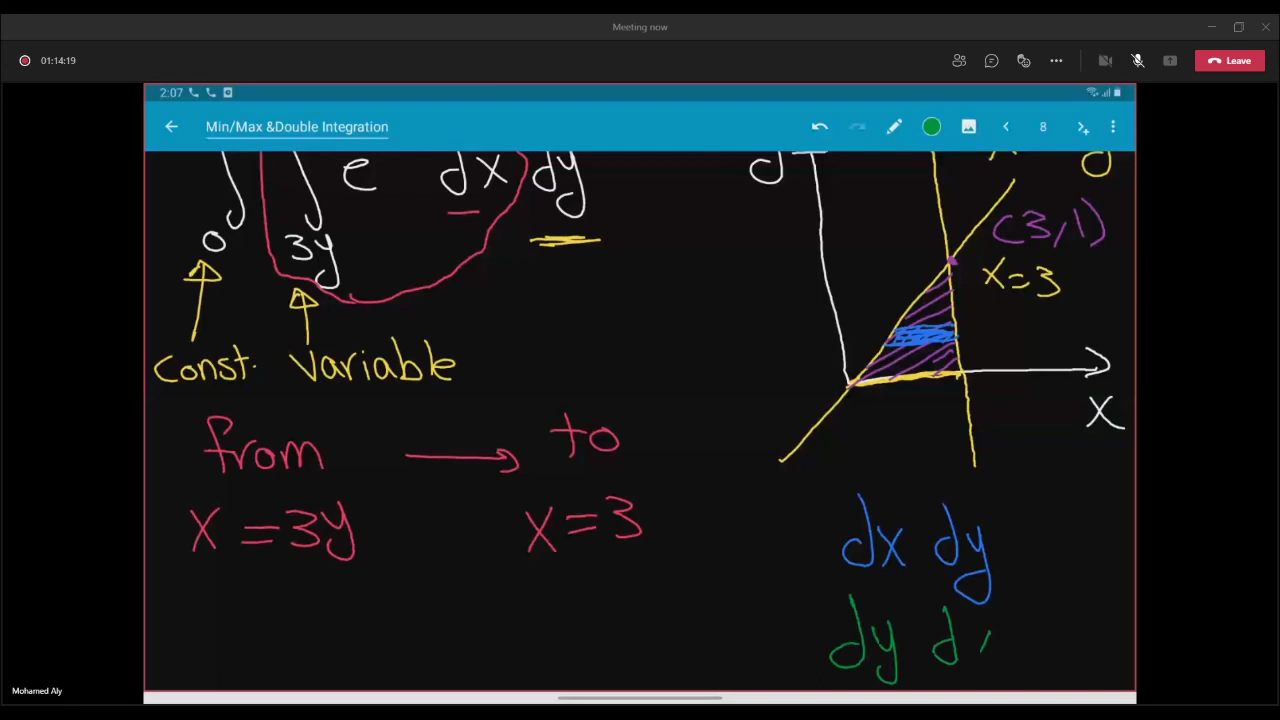 Meeting now
01:14:19
Leave
2:07
Min/Max &Double Integration
8
∫ ∫ e dx dy
0 3y
(3,1)
x=3
const. Variable
x
from → to
x = 3y x = 3
dx dy
dy d
Mohamed Aly